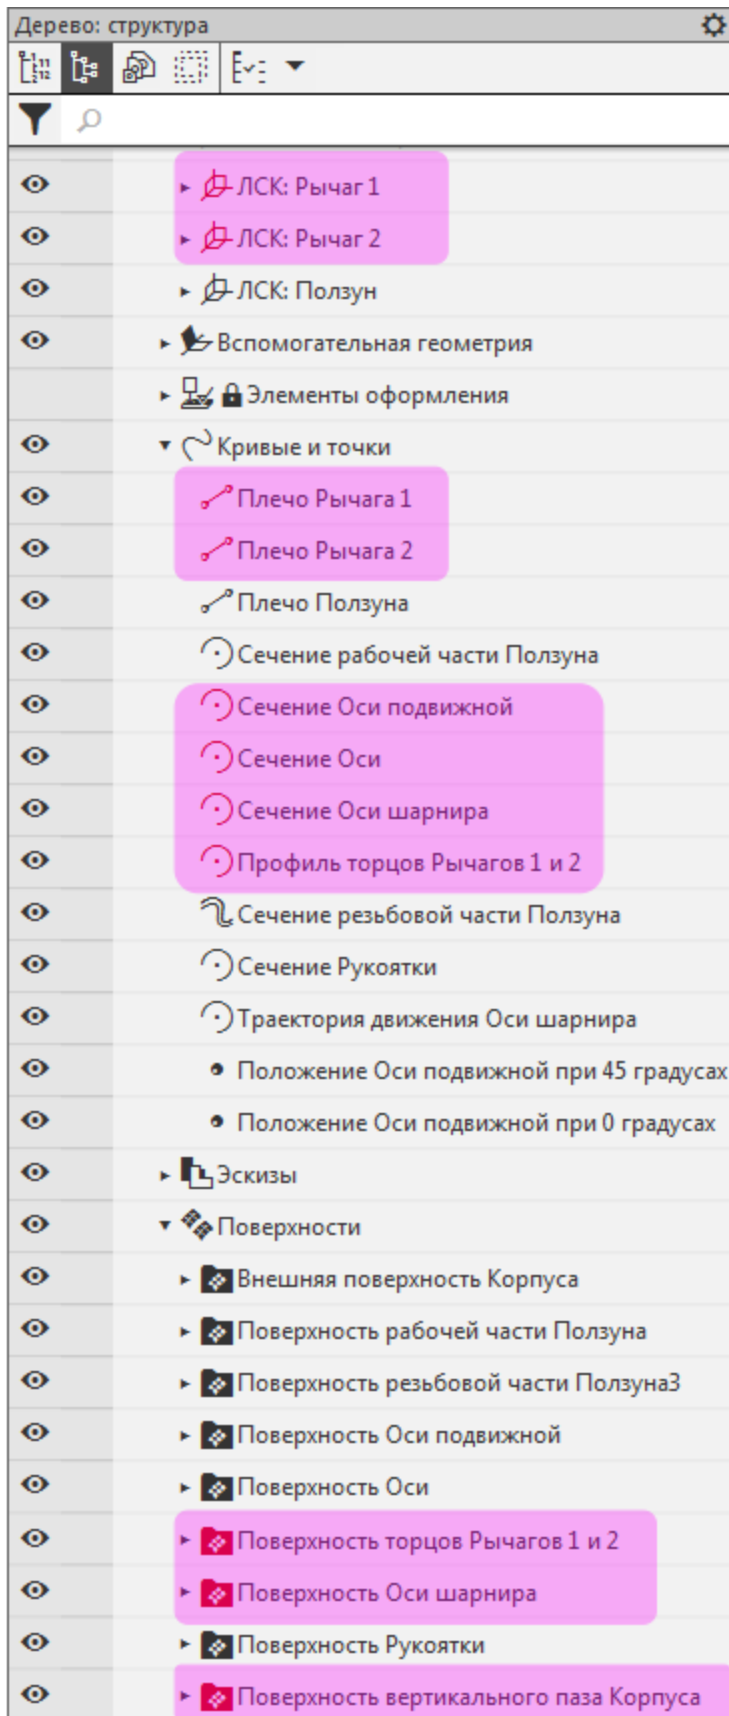 Дерево: структура
ЛСК: Рычаг 1
ЛСК: Рычаг 2
ЛСК: Ползун
Вспомогательная геометрия
Элементы оформления
Кривые и точки
Плечо Рычага 1
Плечо Рычага 2
Плечо Ползуна
Сечение рабочей части Ползуна
Сечение Оси подвижной
Сечение Оси
Сечение Оси шарнира
Профиль торцов Рычагов 1 и 2
Сечение резьбовой части Ползуна
Сечение Рукоятки
Траектория движения Оси шарнира
Положение Оси подвижной при 45 градусах
Положение Оси подвижной при 0 градусах
Эскизы
Поверхности
Внешняя поверхность Корпуса
Поверхность рабочей части Ползуна
Поверхность резьбовой части Ползуна3
Поверхность Оси подвижной
Поверхность Оси
Поверхность торцов Рычагов 1 и 2
Поверхность Оси шарнира
Поверхность Рукоятки
Поверхность вертикального паза Корпуса